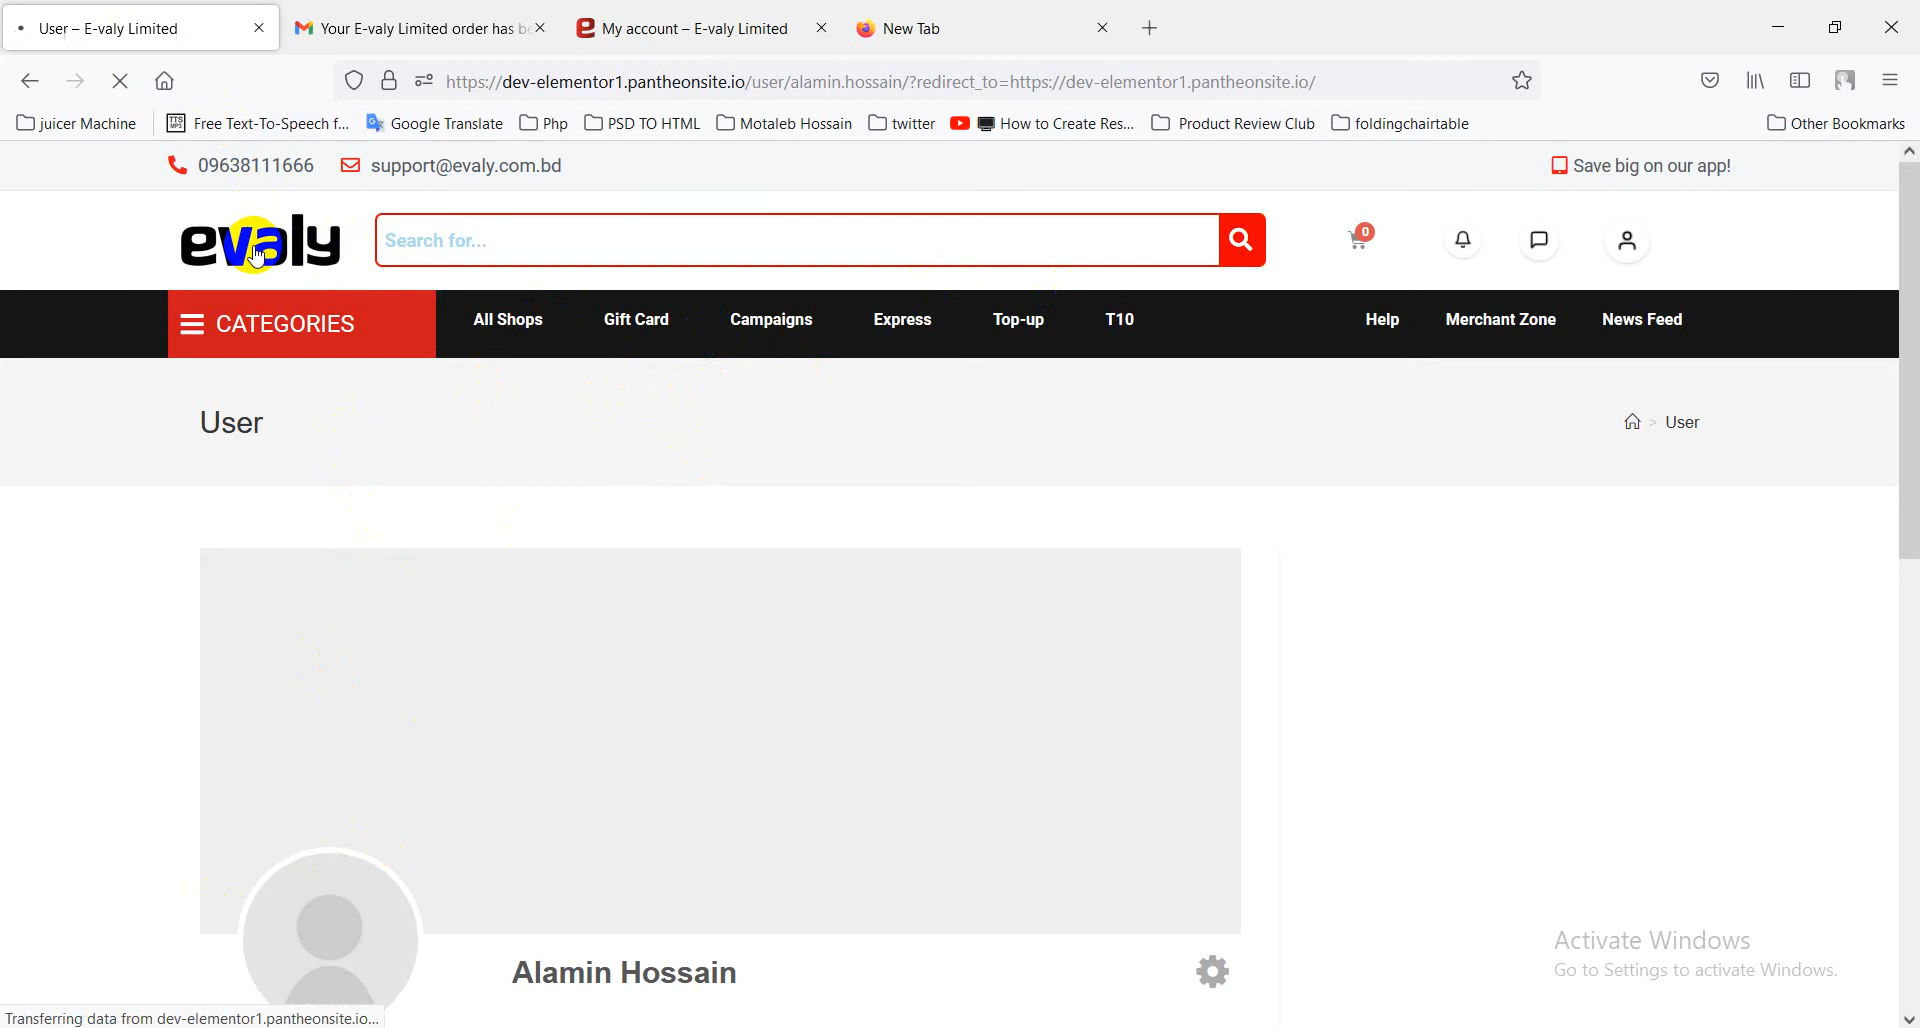 User – E-valy Limited
Your E-valy Limited order has be
My account – E-valy Limited
New Tab
https://dev-elementor1.pantheonsite.io/user/alamin.hossain/?redirect_to=https://dev-elementor1.pantheonsite.io/
juicer Machine
TTS MP3 Free Text-To-Speech f...
Google Translate
Php
PSD TO HTML
Motaleb Hossain
twitter
How to Create Res...
Product Review Club
foldingchairtable
Other Bookmarks
09638111666
support@evaly.com.bd
Save big on our app!
evaly
Search for...
0
CATEGORIES
All Shops
Gift Card
Campaigns
Express
Top-up
T10
Help
Merchant Zone
News Feed
User
> User
Alamin Hossain
Activate Windows
Go to Settings to activate Windows.
Transferring data from dev-elementor1.pantheonsite.io...